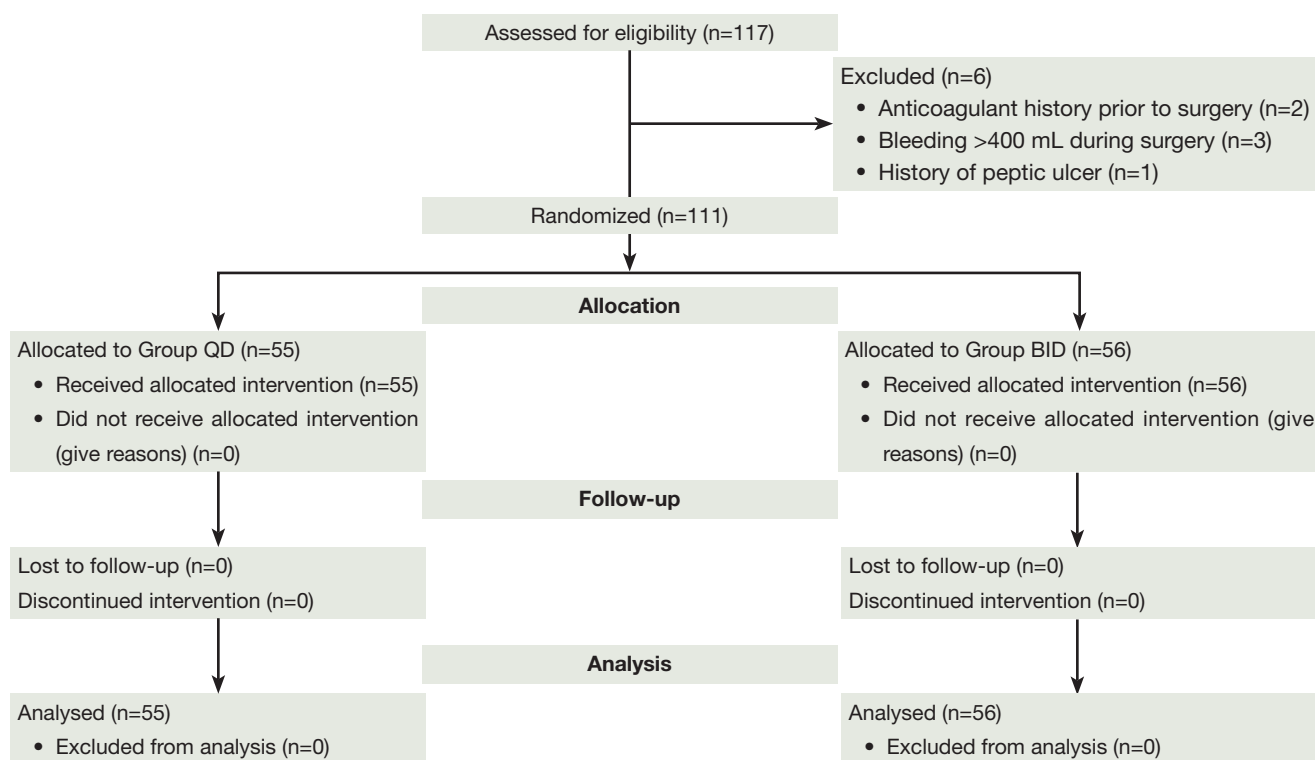 Assessed for eligibility (n=117)
Excluded (n=6)
• Anticoagulant history prior to surgery (n=2)
• Bleeding >400 mL during surgery (n=3)
• History of peptic ulcer (n=1)
Randomized (n=111)
Allocation
Allocated to Group QD (n=55)
• Received allocated intervention (n=55)
• Did not receive allocated intervention
(give reasons) (n=0)
Allocated to Group BID (n=56)
• Received allocated intervention (n=56)
• Did not receive allocated intervention (give
reasons) (n=0)
Follow-up
Lost to follow-up (n=0)
Discontinued intervention (n=0)
Lost to follow-up (n=0)
Discontinued intervention (n=0)
Analysis
Analysed (n=55)
• Excluded from analysis (n=0)
Analysed (n=56)
• Excluded from analysis (n=0)